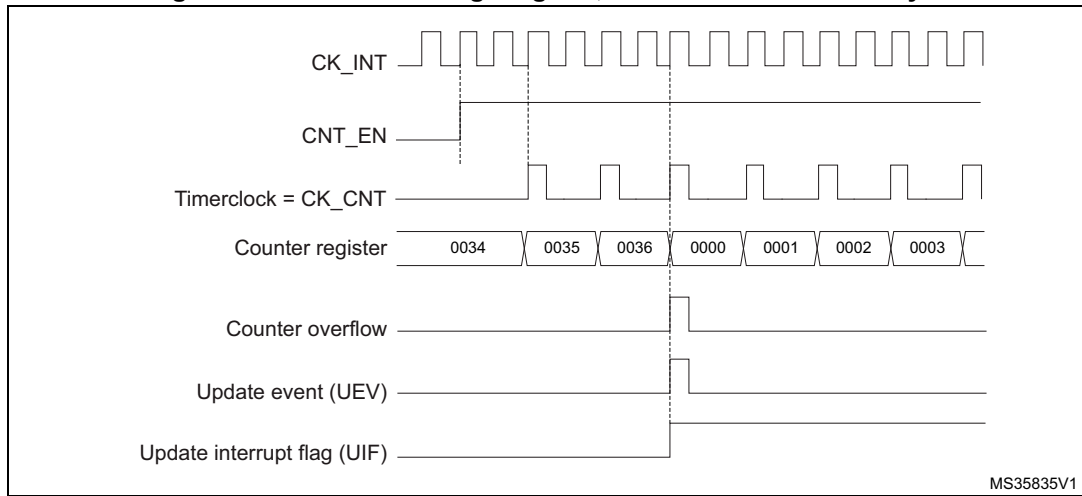 CK_INT
CNT_EN
Timerclock = CK_CNT
Counter register 0034 0035 0036 0000 0001 0002 0003
Counter overflow
Update event (UEV)
Update interrupt flag (UIF)
MS35835V1